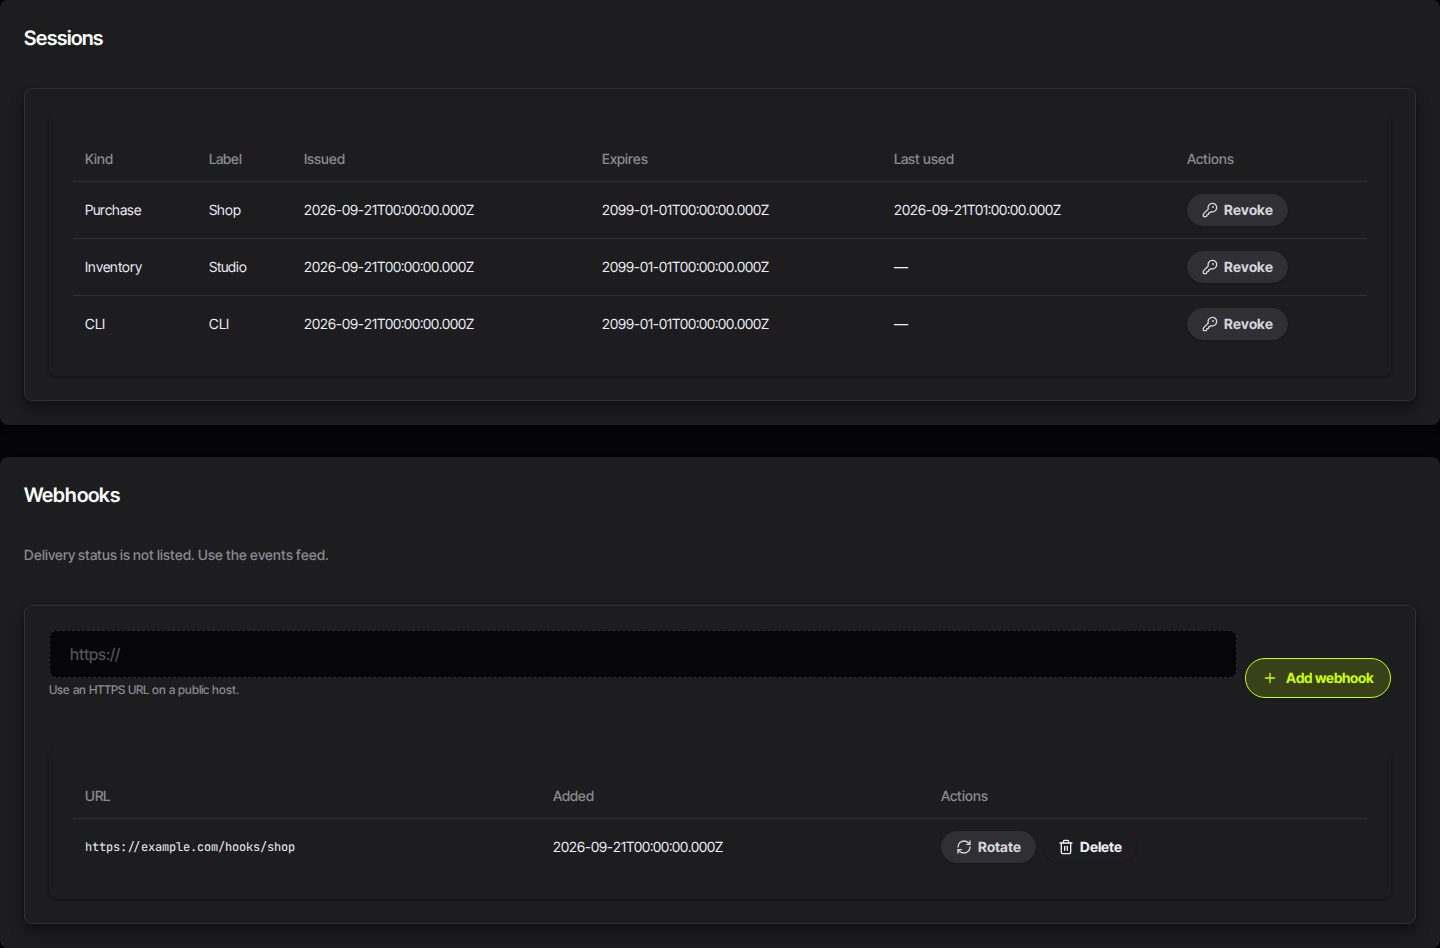 Sessions
Kind Label Issued Expires Last used Actions
Purchase Shop 2026-09-21T00:00:00.000Z 2099-01-01T00:00:00.000Z 2026-09-21T01:00:00.000Z Revoke
Inventory Studio 2026-09-21T00:00:00.000Z 2099-01-01T00:00:00.000Z — Revoke
CLI CLI 2026-09-21T00:00:00.000Z 2099-01-01T00:00:00.000Z — Revoke
Webhooks
Delivery status is not listed. Use the events feed.
https://
Use an HTTPS URL on a public host.
Add webhook
URL Added Actions
https://example.com/hooks/shop 2026-09-21T00:00:00.000Z Rotate Delete